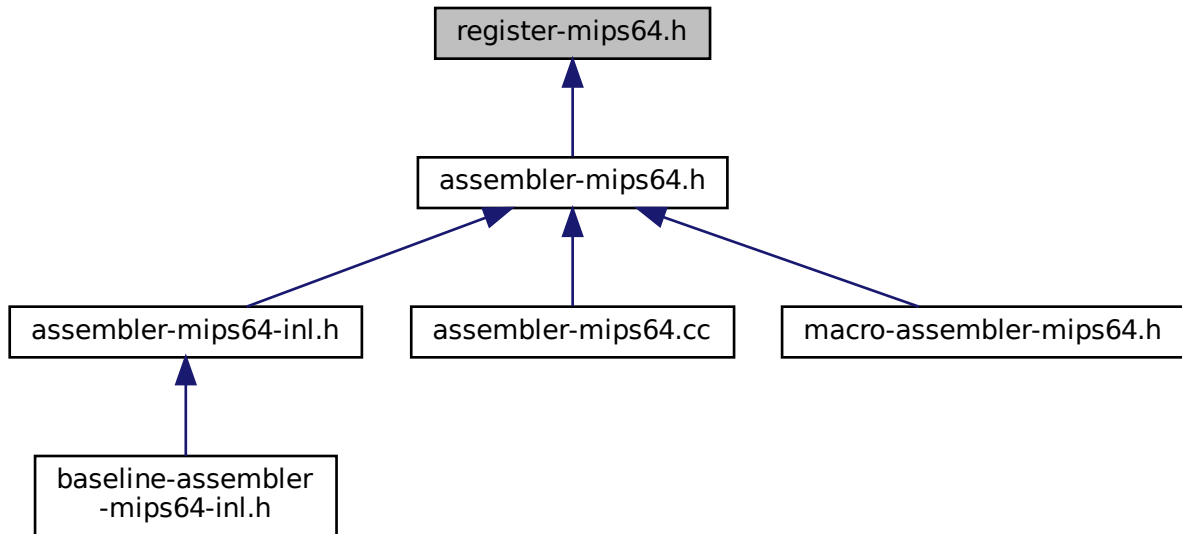 register-mips64.h
assembler-mips64.h
assembler-mips64-inl.h
assembler-mips64.cc
macro-assembler-mips64.h
baseline-assembler
-mips64-inl.h